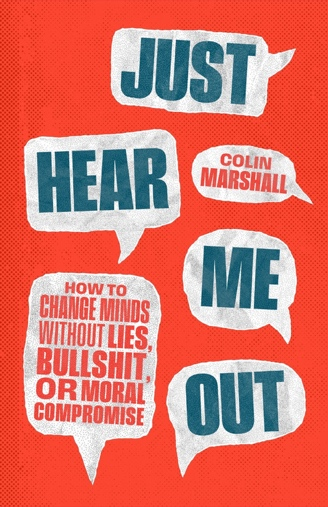 JUST
HEAR
COLIN
MARSHALL
ME
HOW TO
CHANGE MINDS
WITHOUT LIES,
BULLSHIT,
OR MORAL
COMPROMISE
OUT